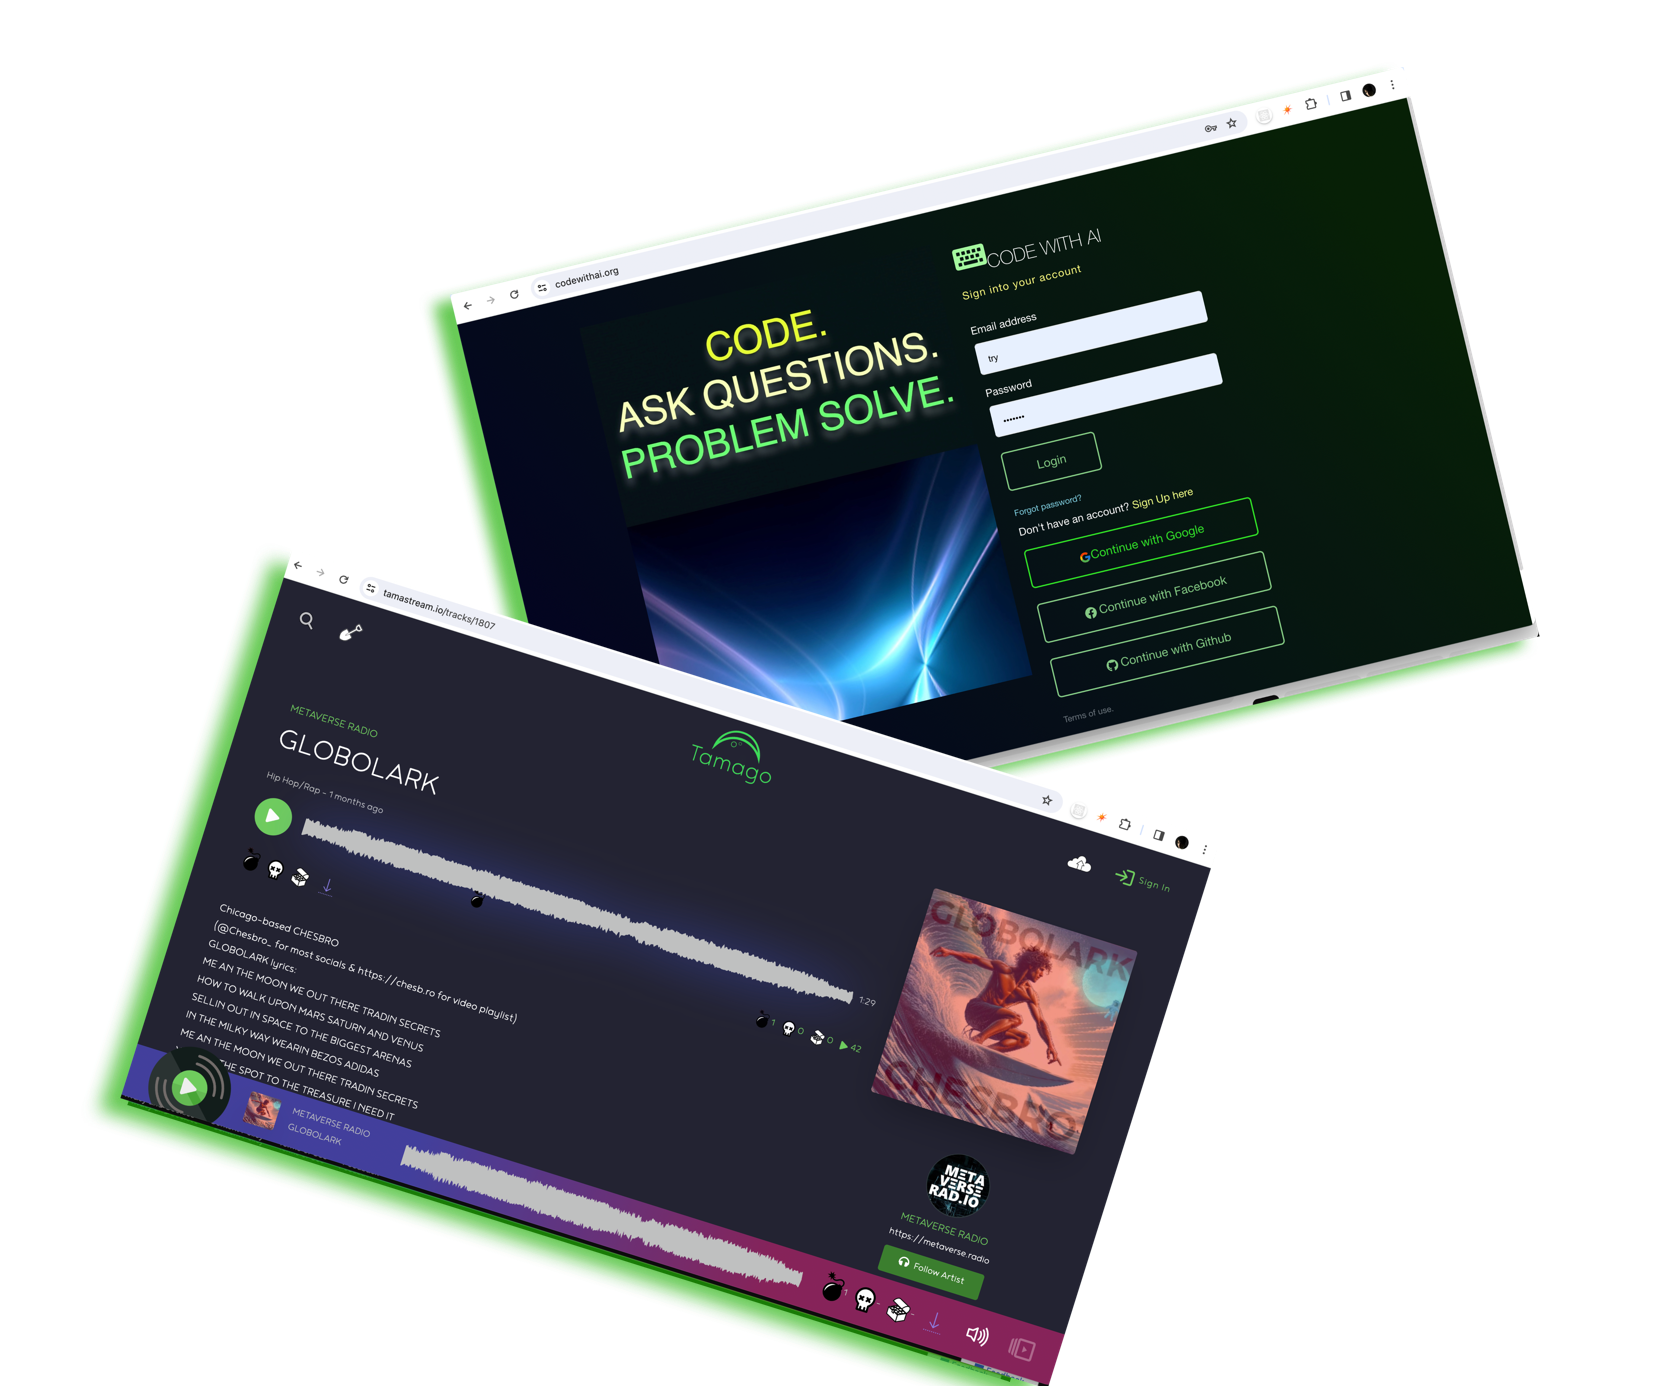 codewithai.org
CODE WITH AI
Sign into your account
CODE.
ASK QUESTIONS.
PROBLEM SOLVE.
Email address
try
Password
Login
Forgot password?
Don't have an account? Sign Up here
Continue with Google
Continue with Facebook
Continue with Github
Terms of use.
tamastream.io/tracks/1807
Tamago
Sign In
METAVERSE RADIO
GLOBOLARK
Hip Hop/Rap - 1 months ago
1:29
1 0 0 42
Chicago-based CHESBRO
(@Chesbro_ for most socials & https://chesb.ro for video playlist)
GLOBOLARK lyrics:
ME AN THE MOON WE OUT THERE TRADIN SECRETS
HOW TO WALK UPON MARS SATURN AND VENUS
SELLIN OUT IN SPACE TO THE BIGGEST ARENAS
IN THE MILKY WAY WEARIN BEZOS ADIDAS
ME AN THE MOON WE OUT THERE TRADIN SECRETS
THE SPOT TO THE TREASURE I NEED IT
GLOBOLARK
CHESBRO
META
VERSE
RAD.IO
METAVERSE RADIO
https://metaverse.radio
Follow Artist
METAVERSE RADIO
GLOBOLARK
1